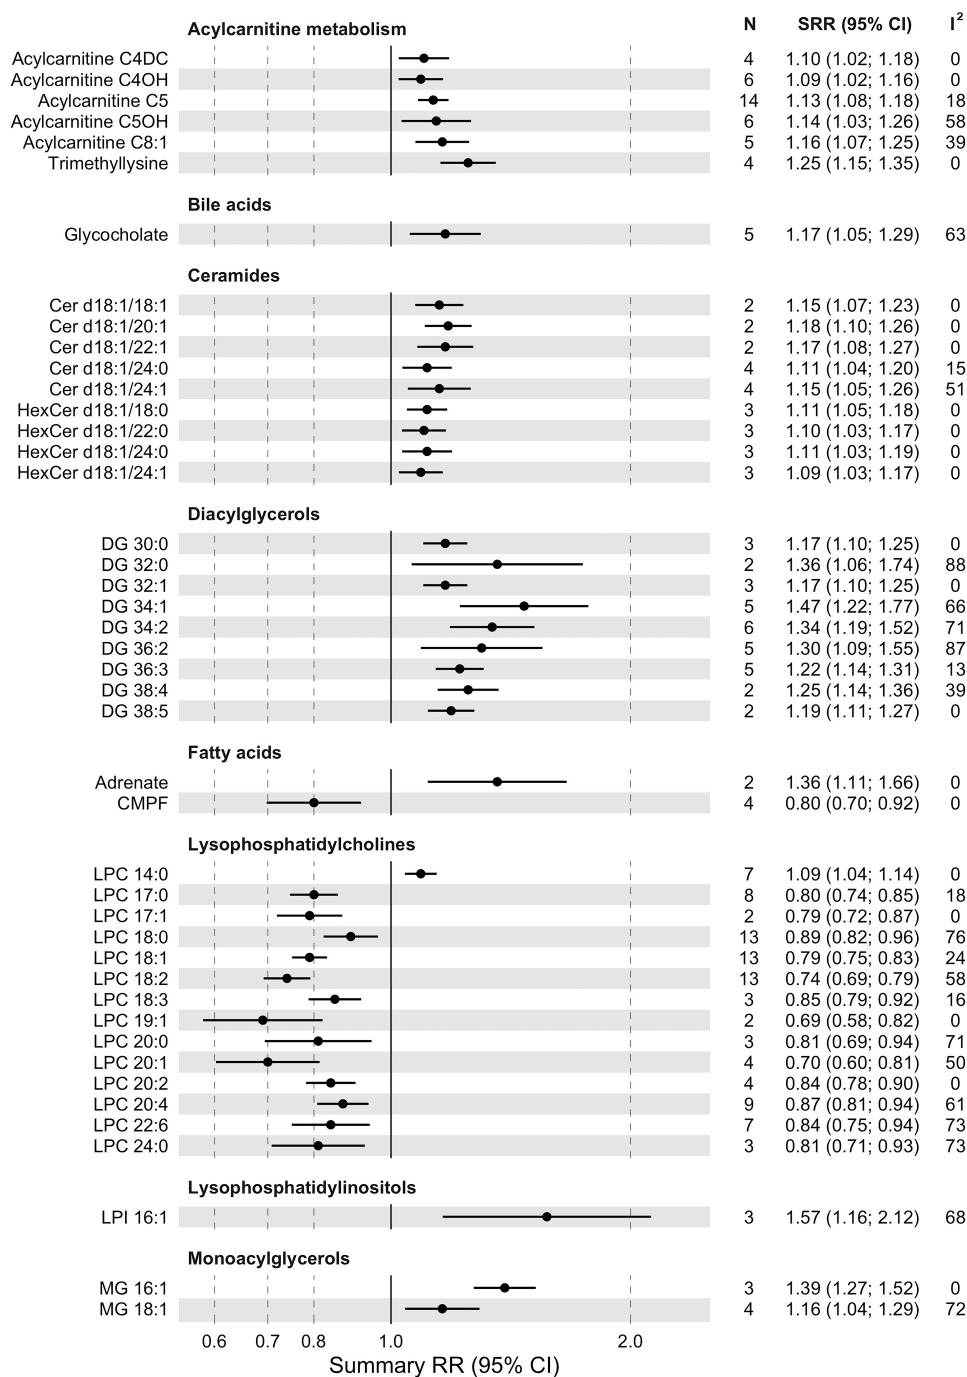 N SRR (95% CI) I²
Acylcarnitine metabolism
Acylcarnitine C4DC 4 1.10 (1.02; 1.18) 0
Acylcarnitine C4OH 6 1.09 (1.02; 1.16) 0
Acylcarnitine C5 14 1.13 (1.08; 1.18) 18
Acylcarnitine C5OH 6 1.14 (1.03; 1.26) 58
Acylcarnitine C8:1 5 1.16 (1.07; 1.25) 39
Trimethyllysine 4 1.25 (1.15; 1.35) 0
Bile acids
Glycocholate 5 1.17 (1.05; 1.29) 63
Ceramides
Cer d18:1/18:1 2 1.15 (1.07; 1.23) 0
Cer d18:1/20:1 2 1.18 (1.10; 1.26) 0
Cer d18:1/22:1 2 1.17 (1.08; 1.27) 0
Cer d18:1/24:0 4 1.11 (1.04; 1.20) 15
Cer d18:1/24:1 4 1.15 (1.05; 1.26) 51
HexCer d18:1/18:0 3 1.11 (1.05; 1.18) 0
HexCer d18:1/22:0 3 1.10 (1.03; 1.17) 0
HexCer d18:1/24:0 3 1.11 (1.03; 1.19) 0
HexCer d18:1/24:1 3 1.09 (1.03; 1.17) 0
Diacylglycerols
DG 30:0 3 1.17 (1.10; 1.25) 0
DG 32:0 2 1.36 (1.06; 1.74) 88
DG 32:1 3 1.17 (1.10; 1.25) 0
DG 34:1 5 1.47 (1.22; 1.77) 66
DG 34:2 6 1.34 (1.19; 1.52) 71
DG 36:2 5 1.30 (1.09; 1.55) 87
DG 36:3 5 1.22 (1.14; 1.31) 13
DG 38:4 2 1.25 (1.14; 1.36) 39
DG 38:5 2 1.19 (1.11; 1.27) 0
Fatty acids
Adrenate 2 1.36 (1.11; 1.66) 0
CMPF 4 0.80 (0.70; 0.92) 0
Lysophosphatidylcholines
LPC 14:0 7 1.09 (1.04; 1.14) 0
LPC 17:0 8 0.80 (0.74; 0.85) 18
LPC 17:1 2 0.79 (0.72; 0.87) 0
LPC 18:0 13 0.89 (0.82; 0.96) 76
LPC 18:1 13 0.79 (0.75; 0.83) 24
LPC 18:2 13 0.74 (0.69; 0.79) 58
LPC 18:3 3 0.85 (0.79; 0.92) 16
LPC 19:1 2 0.69 (0.58; 0.82) 0
LPC 20:0 3 0.81 (0.69; 0.94) 71
LPC 20:1 4 0.70 (0.60; 0.81) 50
LPC 20:2 4 0.84 (0.78; 0.90) 0
LPC 20:4 9 0.87 (0.81; 0.94) 61
LPC 22:6 7 0.84 (0.75; 0.94) 73
LPC 24:0 3 0.81 (0.71; 0.93) 73
Lysophosphatidylinositols
LPI 16:1 3 1.57 (1.16; 2.12) 68
Monoacylglycerols
MG 16:1 3 1.39 (1.27; 1.52) 0
MG 18:1 4 1.16 (1.04; 1.29) 72
0.6 0.7 0.8 1.0 2.0
Summary RR (95% CI)